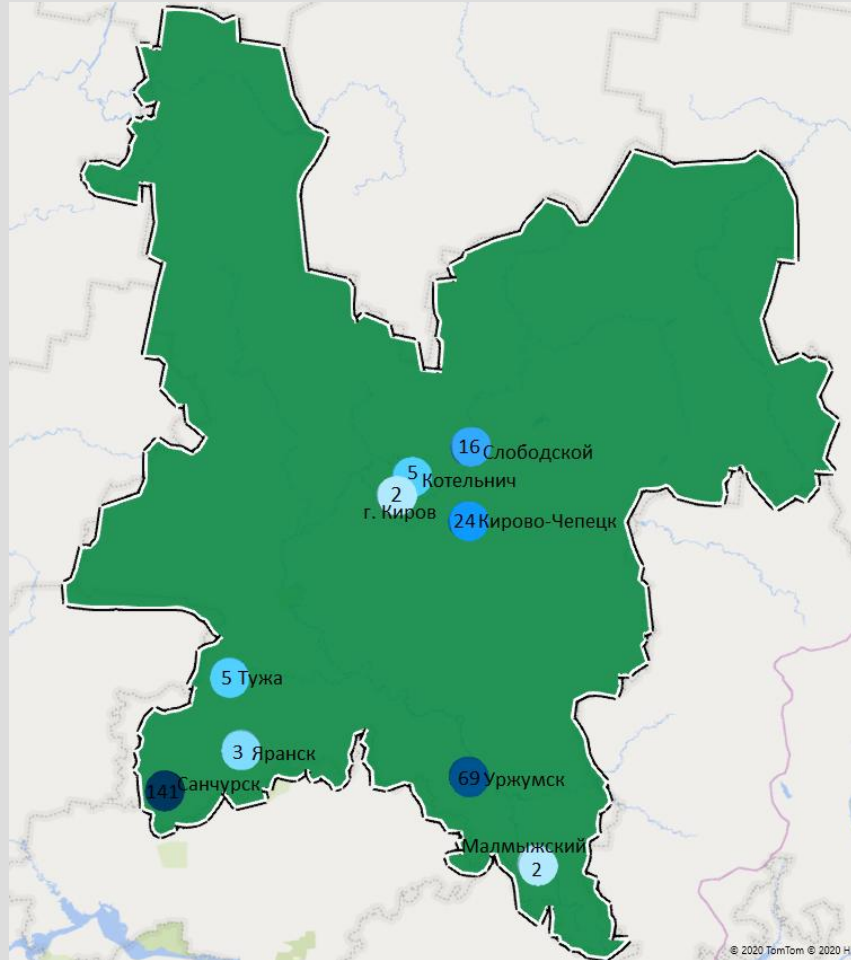 16 Слободской
5 Котельнич
2
г. Киров
24 Кирово-Чепецк
5 Тужа
3 Яранск
Санчурск
141
69 Уржумск
Малмыжский
2
© 2020 TomTom © 2020 H